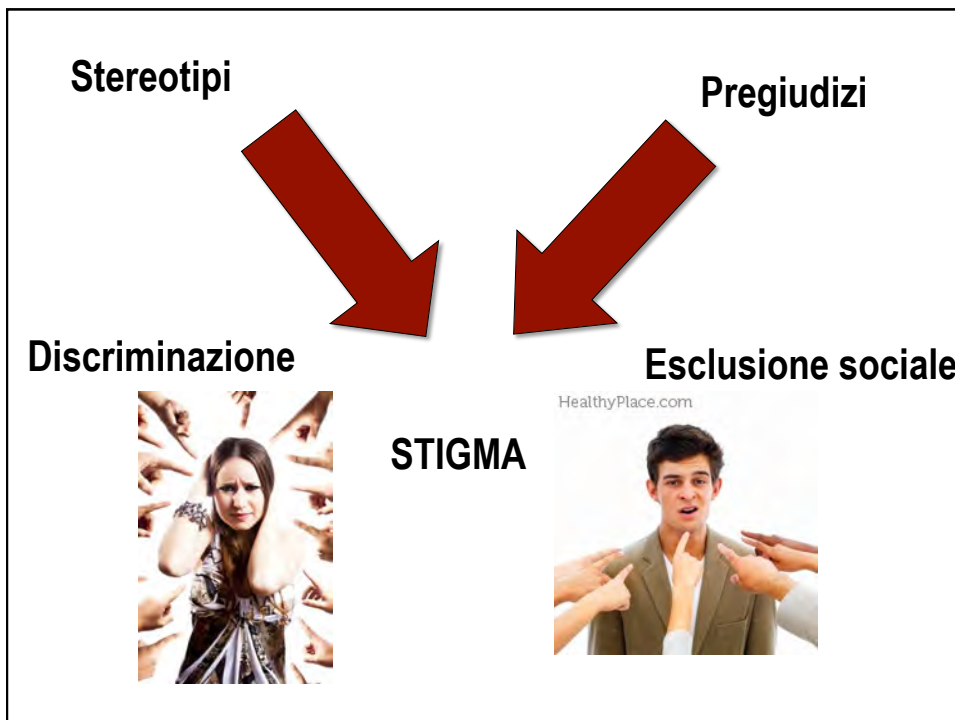 Stereotipi
Pregiudizi
Discriminazione
Esclusione sociale
HealthyPlace.com
STIGMA